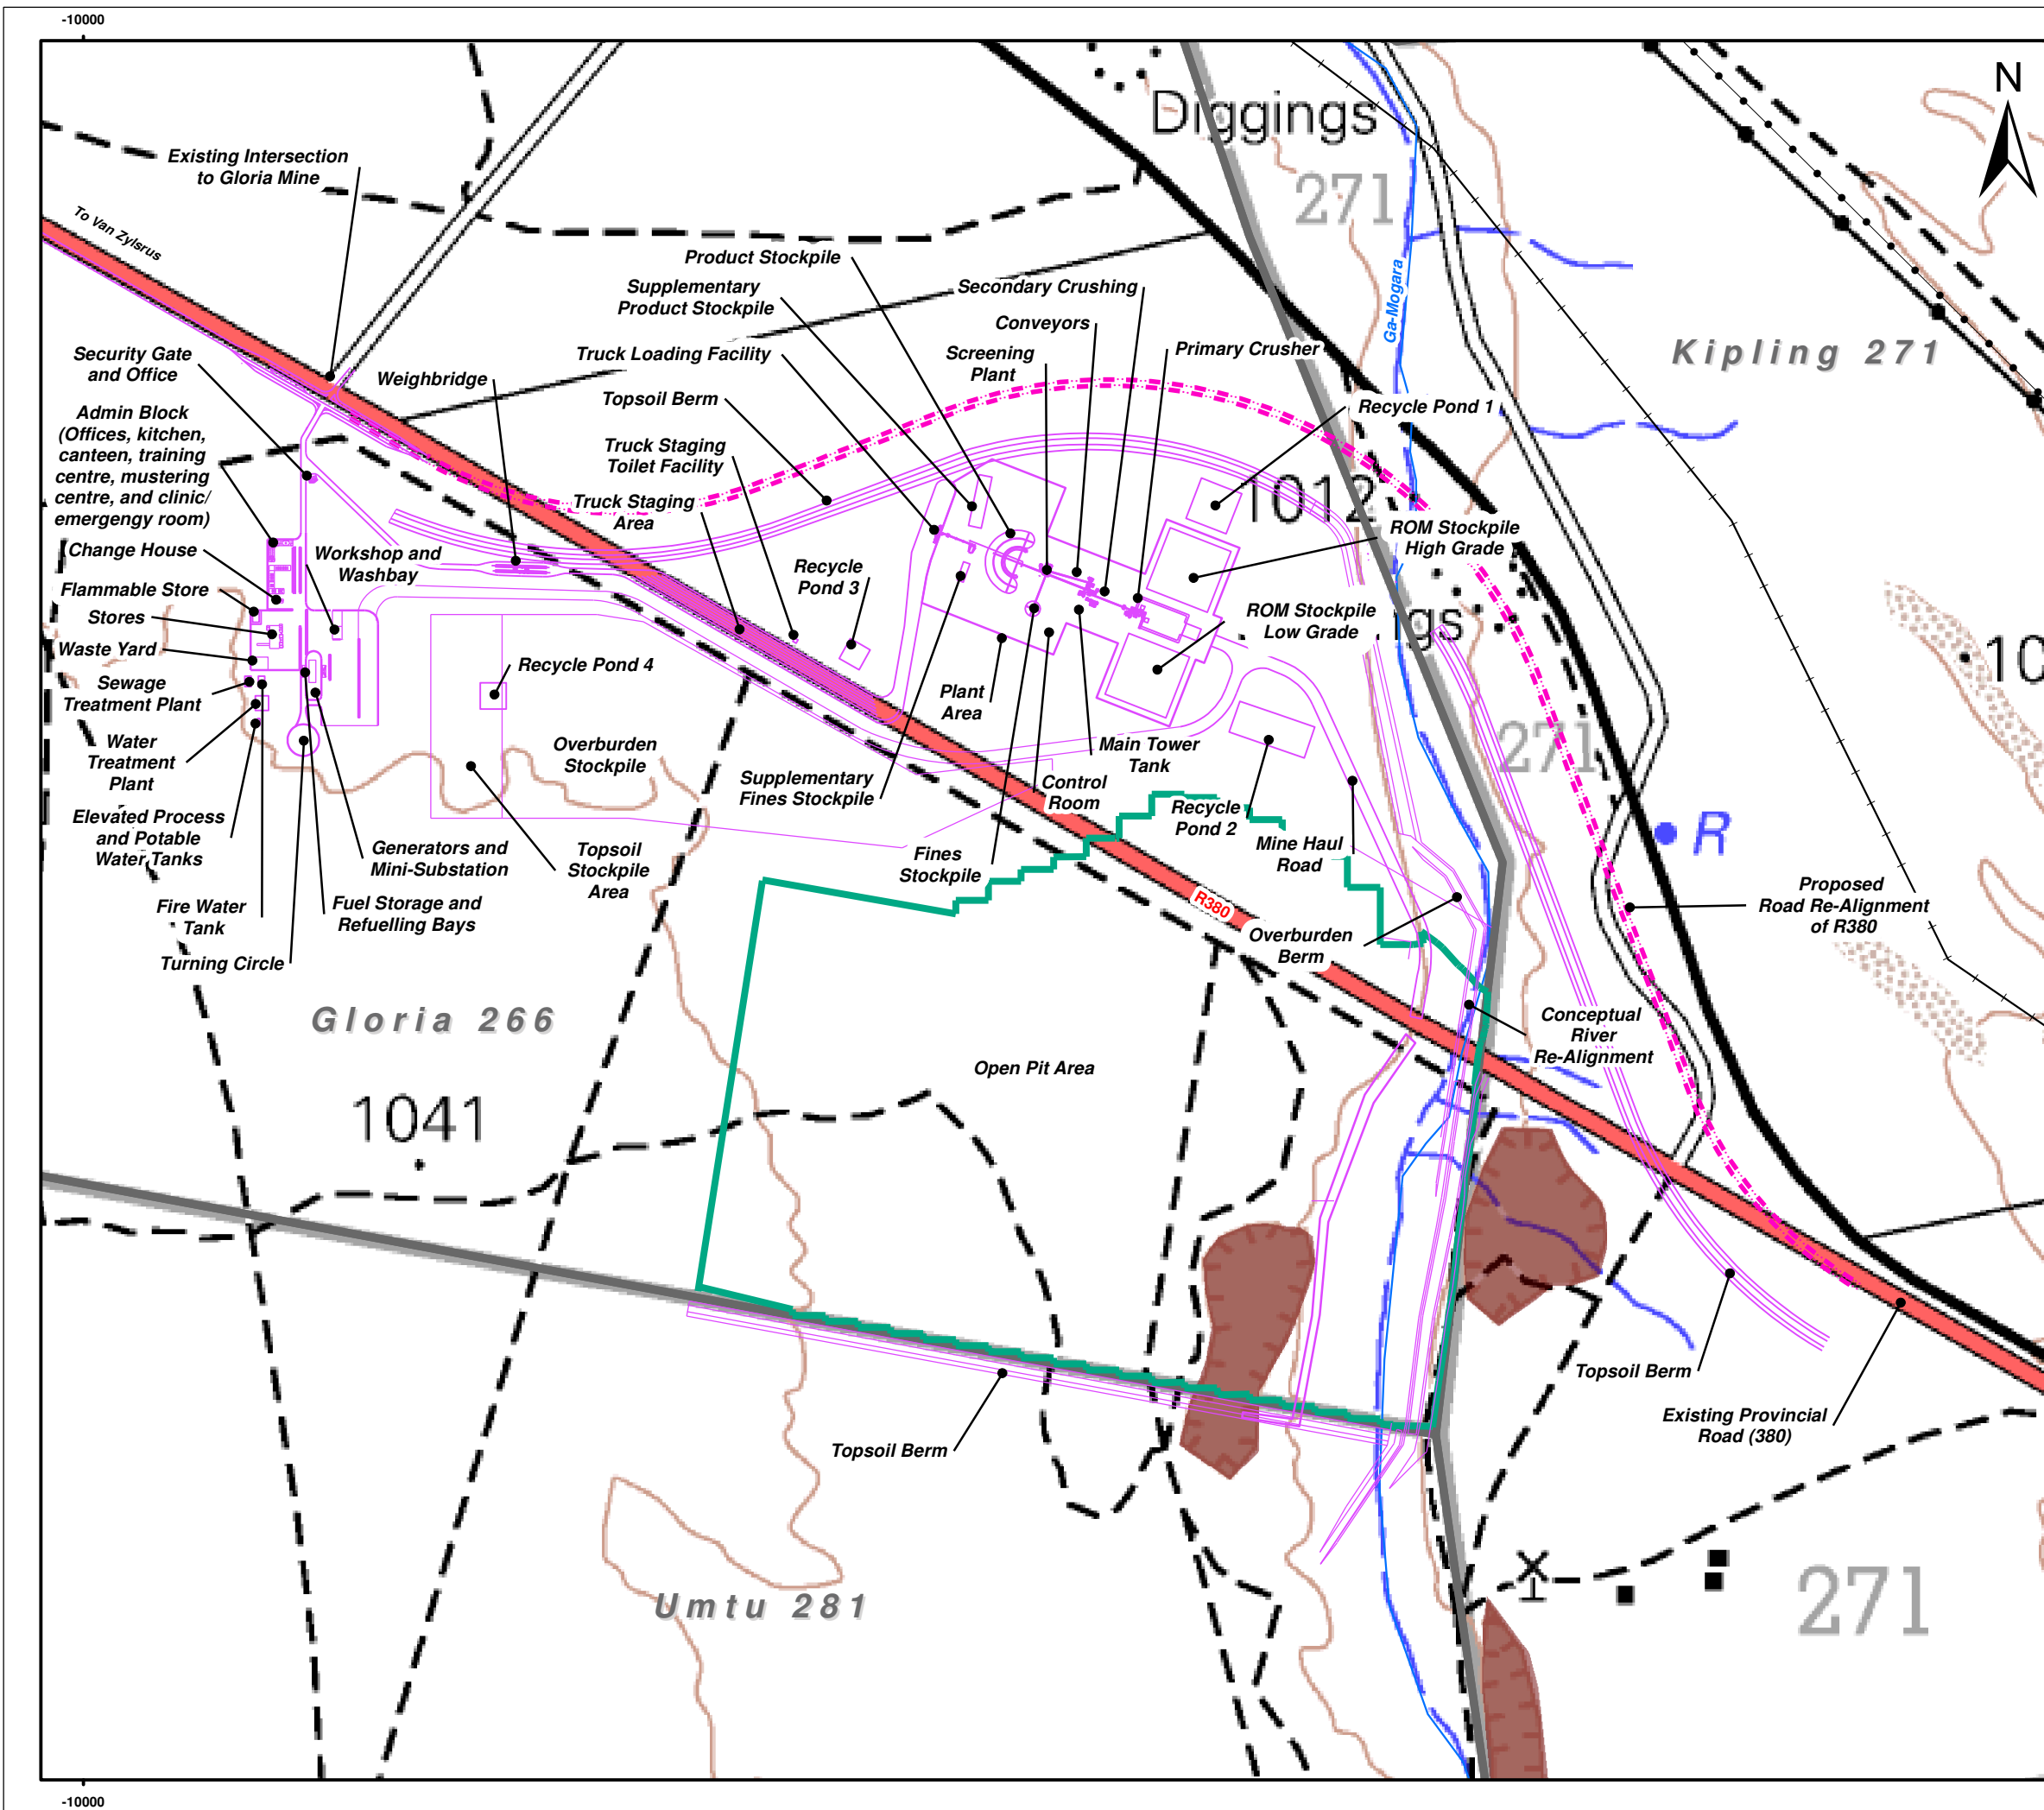 -10000
N
Diggings
271
Existing Intersection
to Gloria Mine
To Van Zylsrus
Product Stockpile
Supplementary
Product Stockpile
Secondary Crushing
Ga-Mogara
Conveyors
Truck Loading Facility
Screening
Plant
Primary Crusher
Kipling 271
Security Gate
and Office
Weighbridge
Topsoil Berm
Recycle Pond 1
Admin Block
(Offices, kitchen,
canteen, training
centre, mustering
centre, and clinic/
emergengy room)
Truck Staging
Toilet Facility
Truck Staging
Area
1012
ROM Stockpile
High Grade
Change House
Workshop and
Washbay
Recycle
Pond 3
Flammable Store
Stores
ROM Stockpile
Low Grade
gs
Waste Yard
10
Recycle Pond 4
Sewage
Treatment Plant
Plant
Area
271
Water
Treatment
Plant
Overburden
Stockpile
Main Tower
Tank
Supplementary
Fines Stockpile
Control
Room
Recycle
Pond 2
Elevated Process
and Potable
Water Tanks
Mine Haul
Road
R
Generators and
Mini-Substation
Topsoil
Stockpile
Area
Fines
Stockpile
Proposed
Road Re-Alignment
of R380
Fire Water
Tank
Fuel Storage and
Refuelling Bays
R380
Overburden
Berm
Turning Circle
Gloria 266
Conceptual
River
Re-Alignment
Open Pit Area
1041
Topsoil Berm
Existing Provincial
Road (380)
Topsoil Berm
Umtu 281
271
-10000